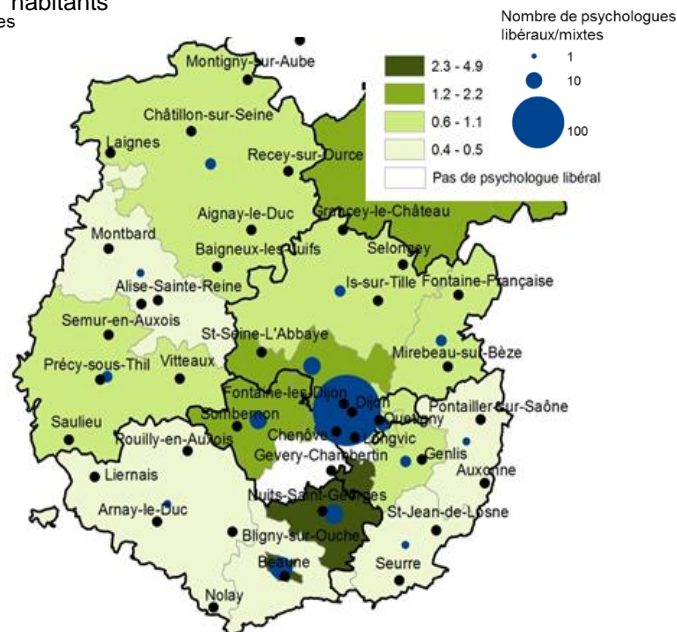 habitants
es
Nombre de psychologues
libéraux/mixtes
1
10
100
2.3 - 4.9
1.2 - 2.2
0.6 - 1.1
0.4 - 0.5
Pas de psychologue libéral
Montigny-sur-Aube
Châtillon-sur-Seine
Laignes
Recey-sur-Ource
Aignay-le-Duc
Grancey-le-Château
Montbard
Baigneux-les-Juifs
Selongey
Alise-Sainte-Reine
Is-sur-Tille
Fontaine-Française
Semur-en-Auxois
St-Seine-L'Abbaye
Précy-sous-Thil
Vitteaux
Mirebeau-sur-Bèze
Fontaine-les-Dijon
Dijon
Saulieu
Sombernon
Quetigny
Pontailler-sur-Saône
Pouilly-en-Auxois
Chenôve
Longvic
Liernais
Gevery-Chambertin
Genlis
Auxonne
Arnay-le-Duc
Nuits-Saint-Georges
St-Jean-de-Losne
Bligny-sur-Ouche
Beaune
Seurre
Nolay